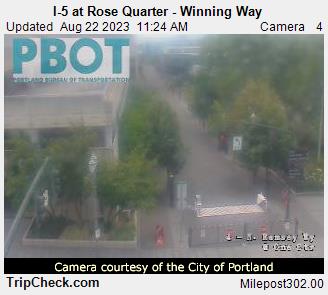 I-5 at Rose Quarter - Winning Way
Updated Aug 22 2023 11:24 AM Camera 4
PBOT
PORTLAND BUREAU OF TRANSPORTATION
Camera courtesy of the City of Portland
TripCheck.com Milepost302.00